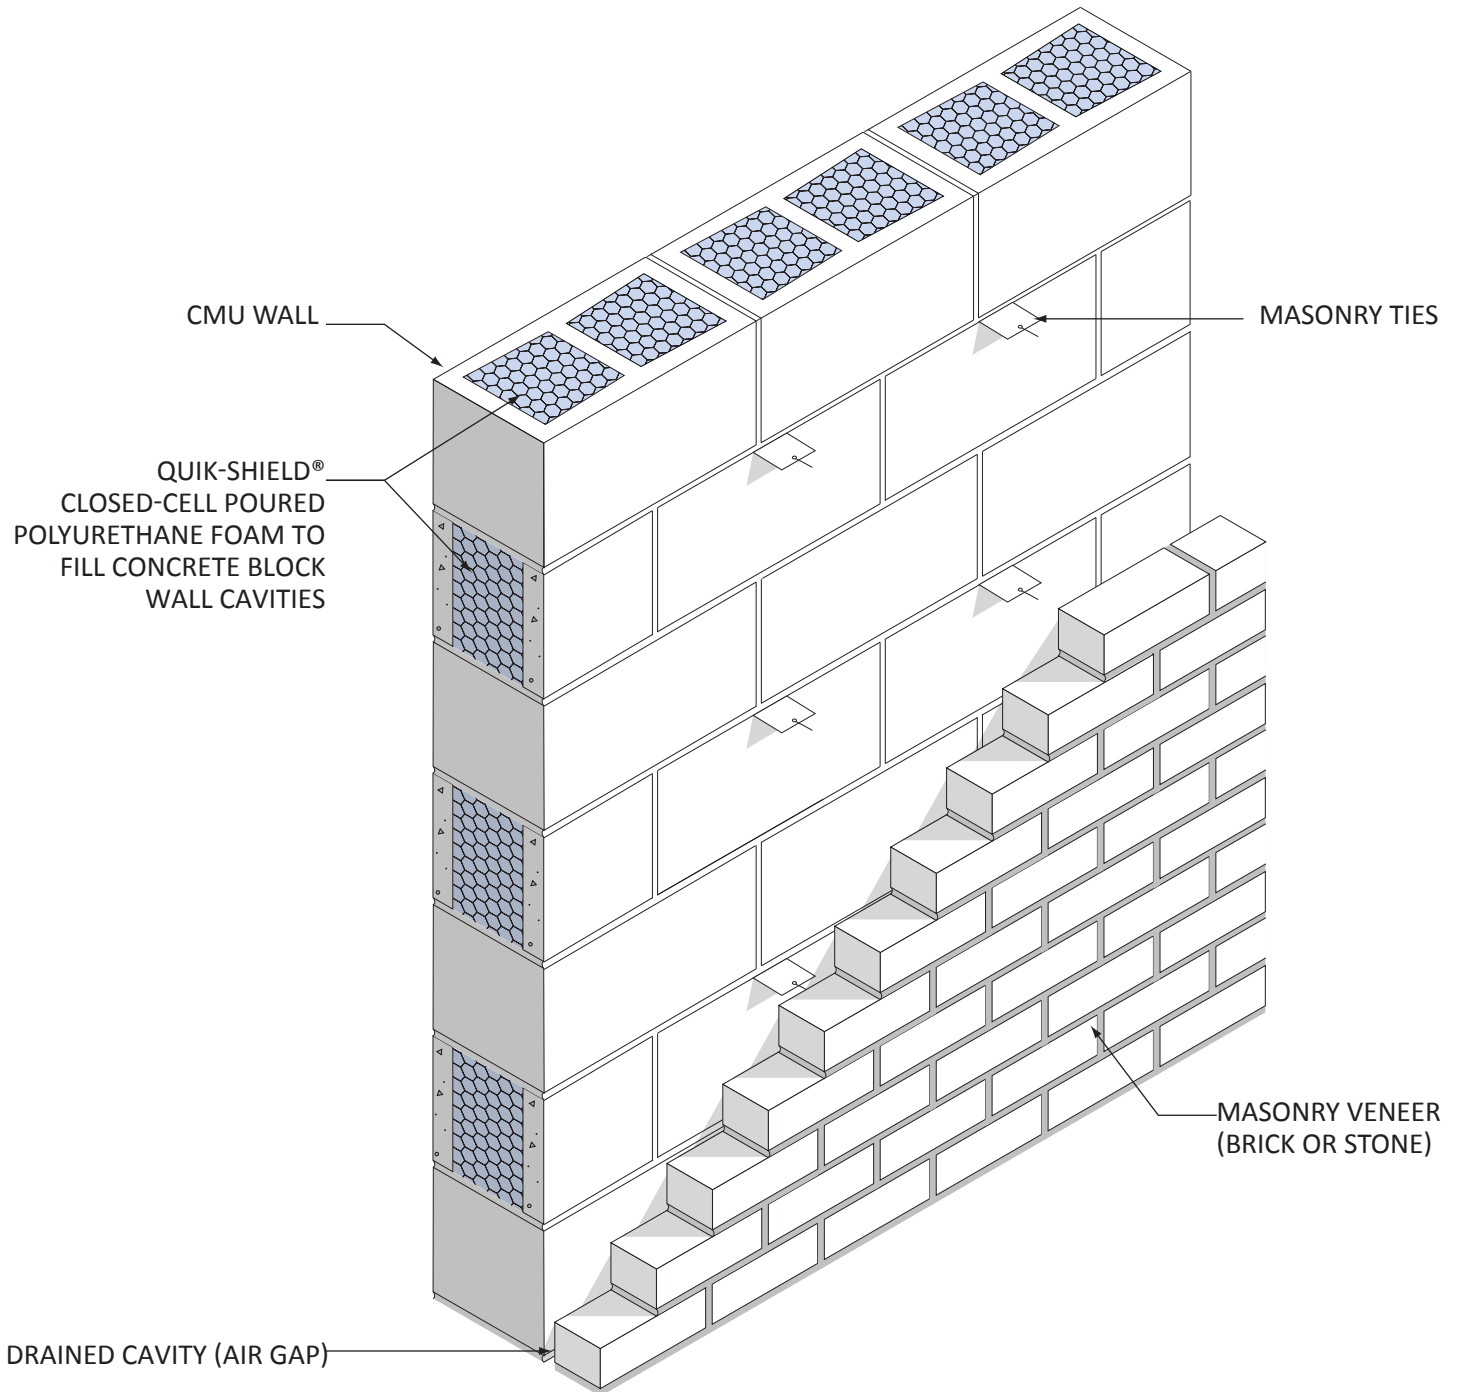 CMU WALL
MASONRY TIES
QUIK-SHIELD®
CLOSED-CELL POURED
POLYURETHANE FOAM TO
FILL CONCRETE BLOCK
WALL CAVITIES
MASONRY VENEER
(BRICK OR STONE)
DRAINED CAVITY (AIR GAP)